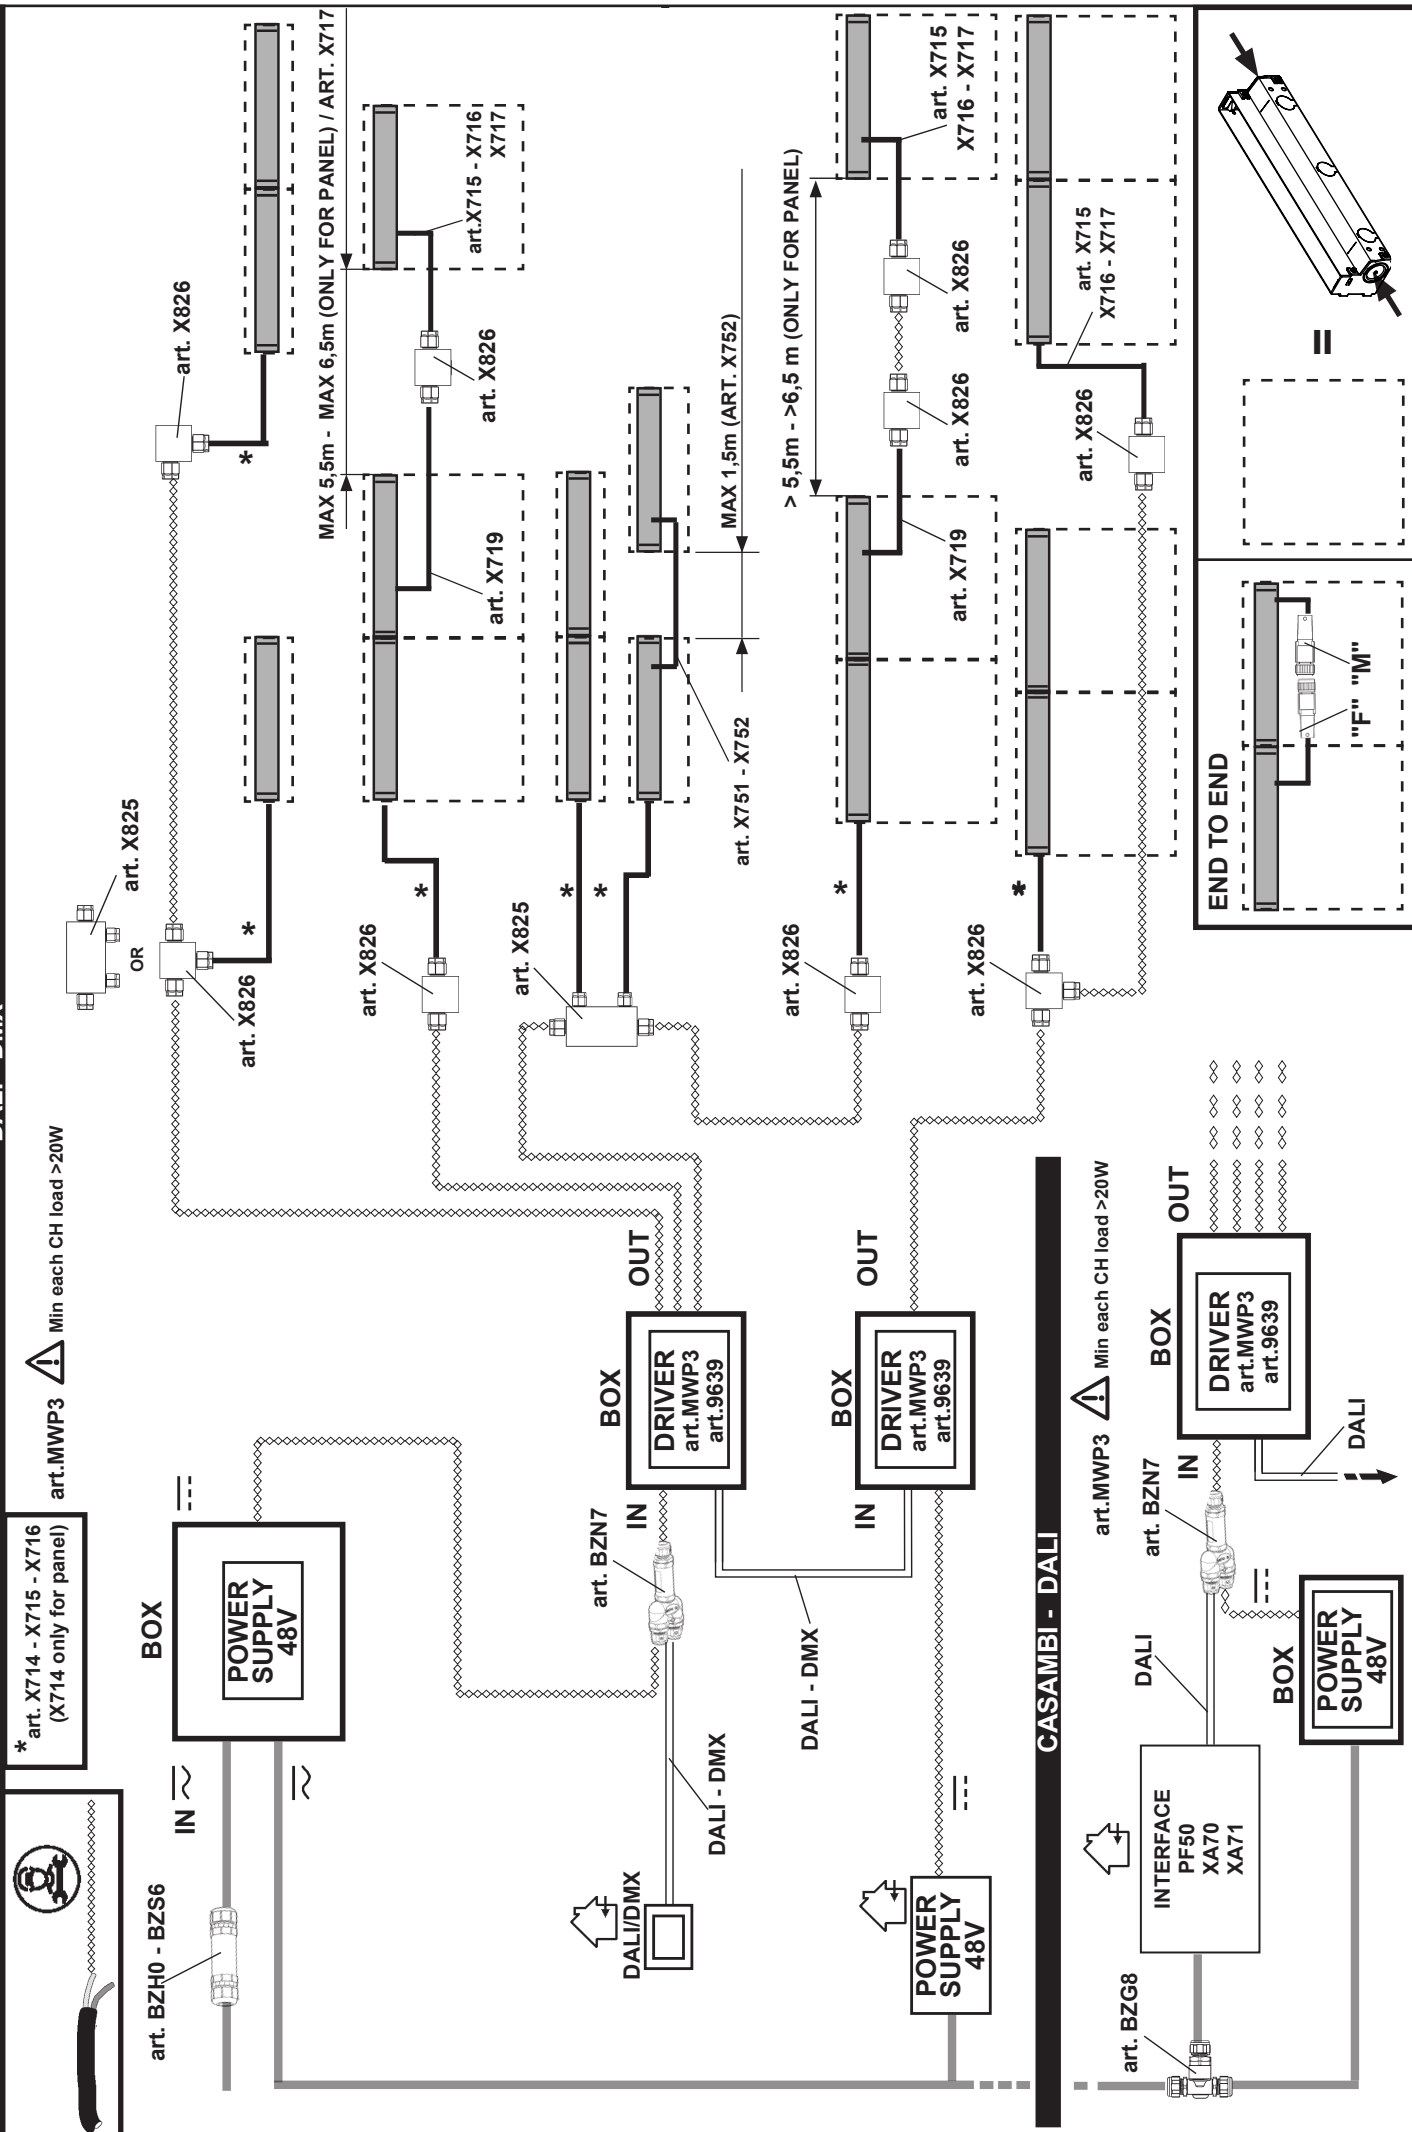 * art. X714 - X715 - X716
(X714 only for panel)
art.MWP3
Min each CH load >20W
art. X825
OR
art. X826
art. X826
*
*
art. BZH0 - BZS6
IN
BOX
POWER
SUPPLY
48V
MAX 5,5m - MAX 6,5m (ONLY FOR PANEL) / ART. X717
art. X826
*
art. X719
art. X826
art.X715 - X716
X717
art. X825
*
*
art. X751 - X752
MAX 1,5m (ART. X752)
DALI/DMX
DALI - DMX
art. BZN7
IN
BOX
OUT
DRIVER
art.MWP3
art.9639
DALI - DMX
art. X826
*
> 5,5m - >6,5 m (ONLY FOR PANEL)
art. X719
art. X826
art. X826
art. X715
X716 - X717
POWER
SUPPLY
48V
IN
BOX
OUT
DRIVER
art.MWP3
art.9639
art. X826
*
art. X826
art. X715
X716 - X717
CASAMBI - DALI
art.MWP3
Min each CH load >20W
art. BZG8
INTERFACE
PF50
XA70
XA71
DALI
art. BZN7
IN
BOX
OUT
DRIVER
art.MWP3
art.9639
DALI
BOX
POWER
SUPPLY
48V
END TO END
"F" "M"
II